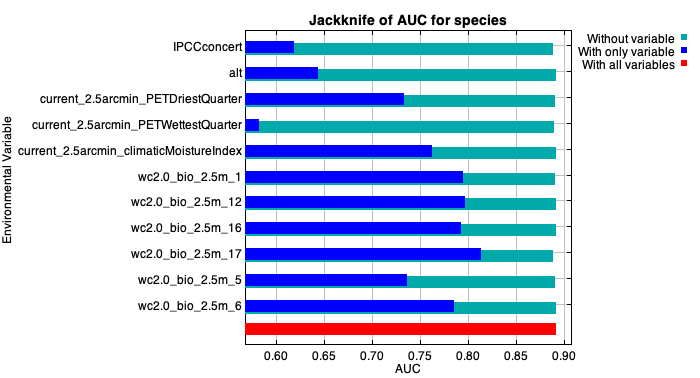 Jackknife of AUC for species
Without variable
With only variable
With all variables
Environmental Variable
IPCCconcert
alt
current_2.5arcmin_PETDriestQuarter
current_2.5arcmin_PETWettestQuarter
current_2.5arcmin_climaticMoistureIndex
wc2.0_bio_2.5m_1
wc2.0_bio_2.5m_12
wc2.0_bio_2.5m_16
wc2.0_bio_2.5m_17
wc2.0_bio_2.5m_5
wc2.0_bio_2.5m_6
0.60 0.65 0.70 0.75 0.80 0.85 0.90
AUC